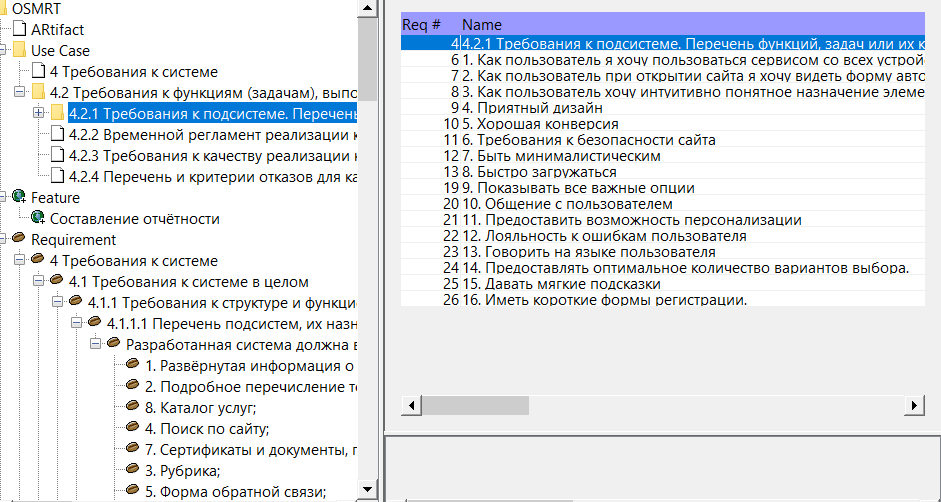 OSMRT
ARtifact
Use Case
4 Требования к системе
4.2 Требования к функциям (задачам), выпо
4.2.1 Требования к подсистеме. Перечень
4.2.2 Временной регламент реализации к
4.2.3 Требования к качеству реализации к
4.2.4 Перечень и критерии отказов для ка
Feature
Составление отчётности
Requirement
4 Требования к системе
4.1 Требования к системе в целом
4.1.1 Требования к структуре и функцио
4.1.1.1 Перечень подсистем, их назн
Разработанная система должна в
1. Развёрнутая информация о
2. Подробное перечисление те
8. Каталог услуг;
4. Поиск по сайту;
7. Сертификаты и документы, п
3. Рубрика;
5. Форма обратной связи;
Req # Name
4 4.2.1 Требования к подсистеме. Перечень функций, задач или их к
6 1. Как пользователь я хочу пользоваться сервисом со всех устрой
7 2. Как пользователь при открытии сайта я хочу видеть форму авто
8 3. Как пользователь хочу интуитивно понятное назначение элеме
9 4. Приятный дизайн
10 5. Хорошая конверсия
11 6. Требования к безопасности сайта
12 7. Быть минималистическим
13 8. Быстро загружаться
19 9. Показывать все важные опции
20 10. Общение с пользователем
21 11. Предоставить возможность персонализации
22 12. Лояльность к ошибкам пользователя
23 13. Говорить на языке пользователя
24 14. Предоставлять оптимальное количество вариантов выбора.
25 15. Давать мягкие подсказки
26 16. Иметь короткие формы регистрации.